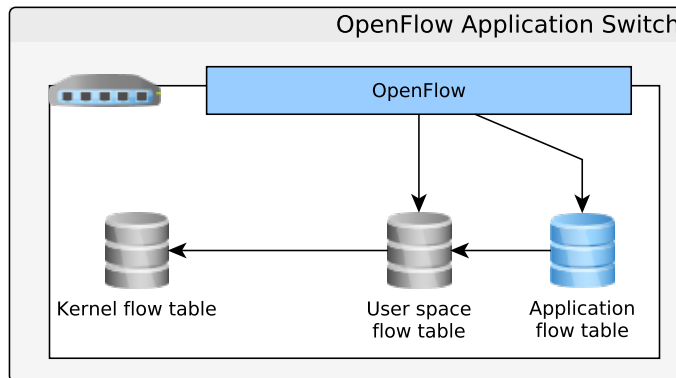 OpenFlow Application Switch
OpenFlow
Kernel flow table
User space
flow table
Application
flow table